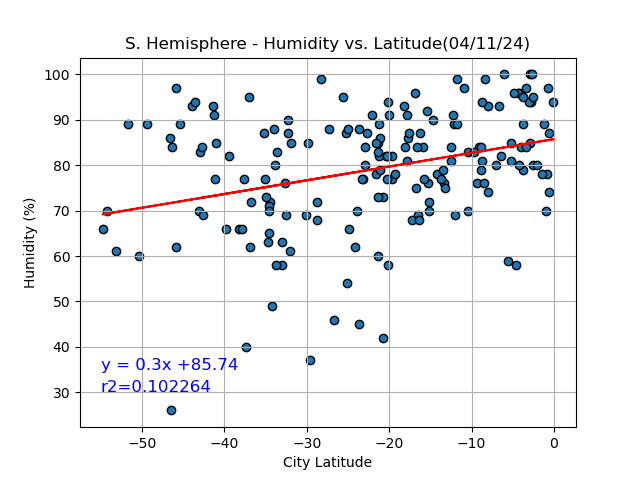 S. Hemisphere - Humidity vs. Latitude(04/11/24)
100
90
80
70
60
50
40
30
Humidity (%)
y = 0.3x +85.74
r2=0.102264
−50 −40 −30 −20 −10 0
City Latitude